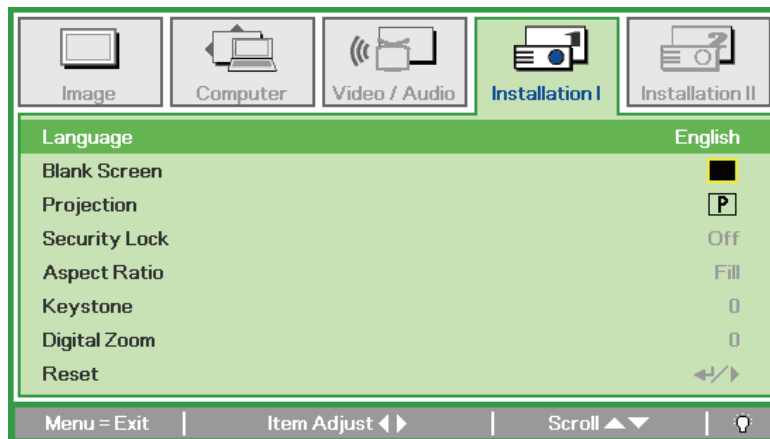 Image
Computer
Video / Audio
Installation I
Installation II
Language English
Blank Screen
Projection P
Security Lock Off
Aspect Ratio Fill
Keystone 0
Digital Zoom 0
Reset ↵/▶
Menu = Exit | Item Adjust ◀ ▶ | Scroll ▲▼ |